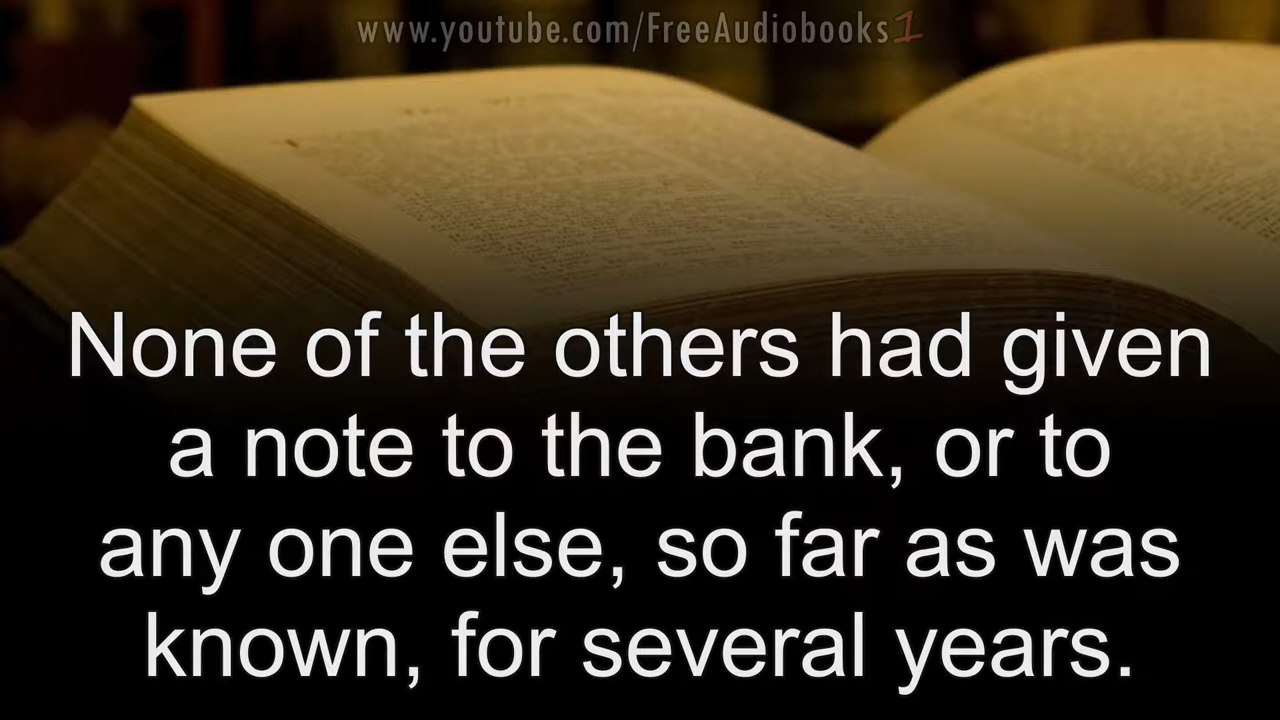 www.youtube.com/FreeAudiobooks1
None of the others had given
a note to the bank, or to
any one else, so far as was
known, for several years.